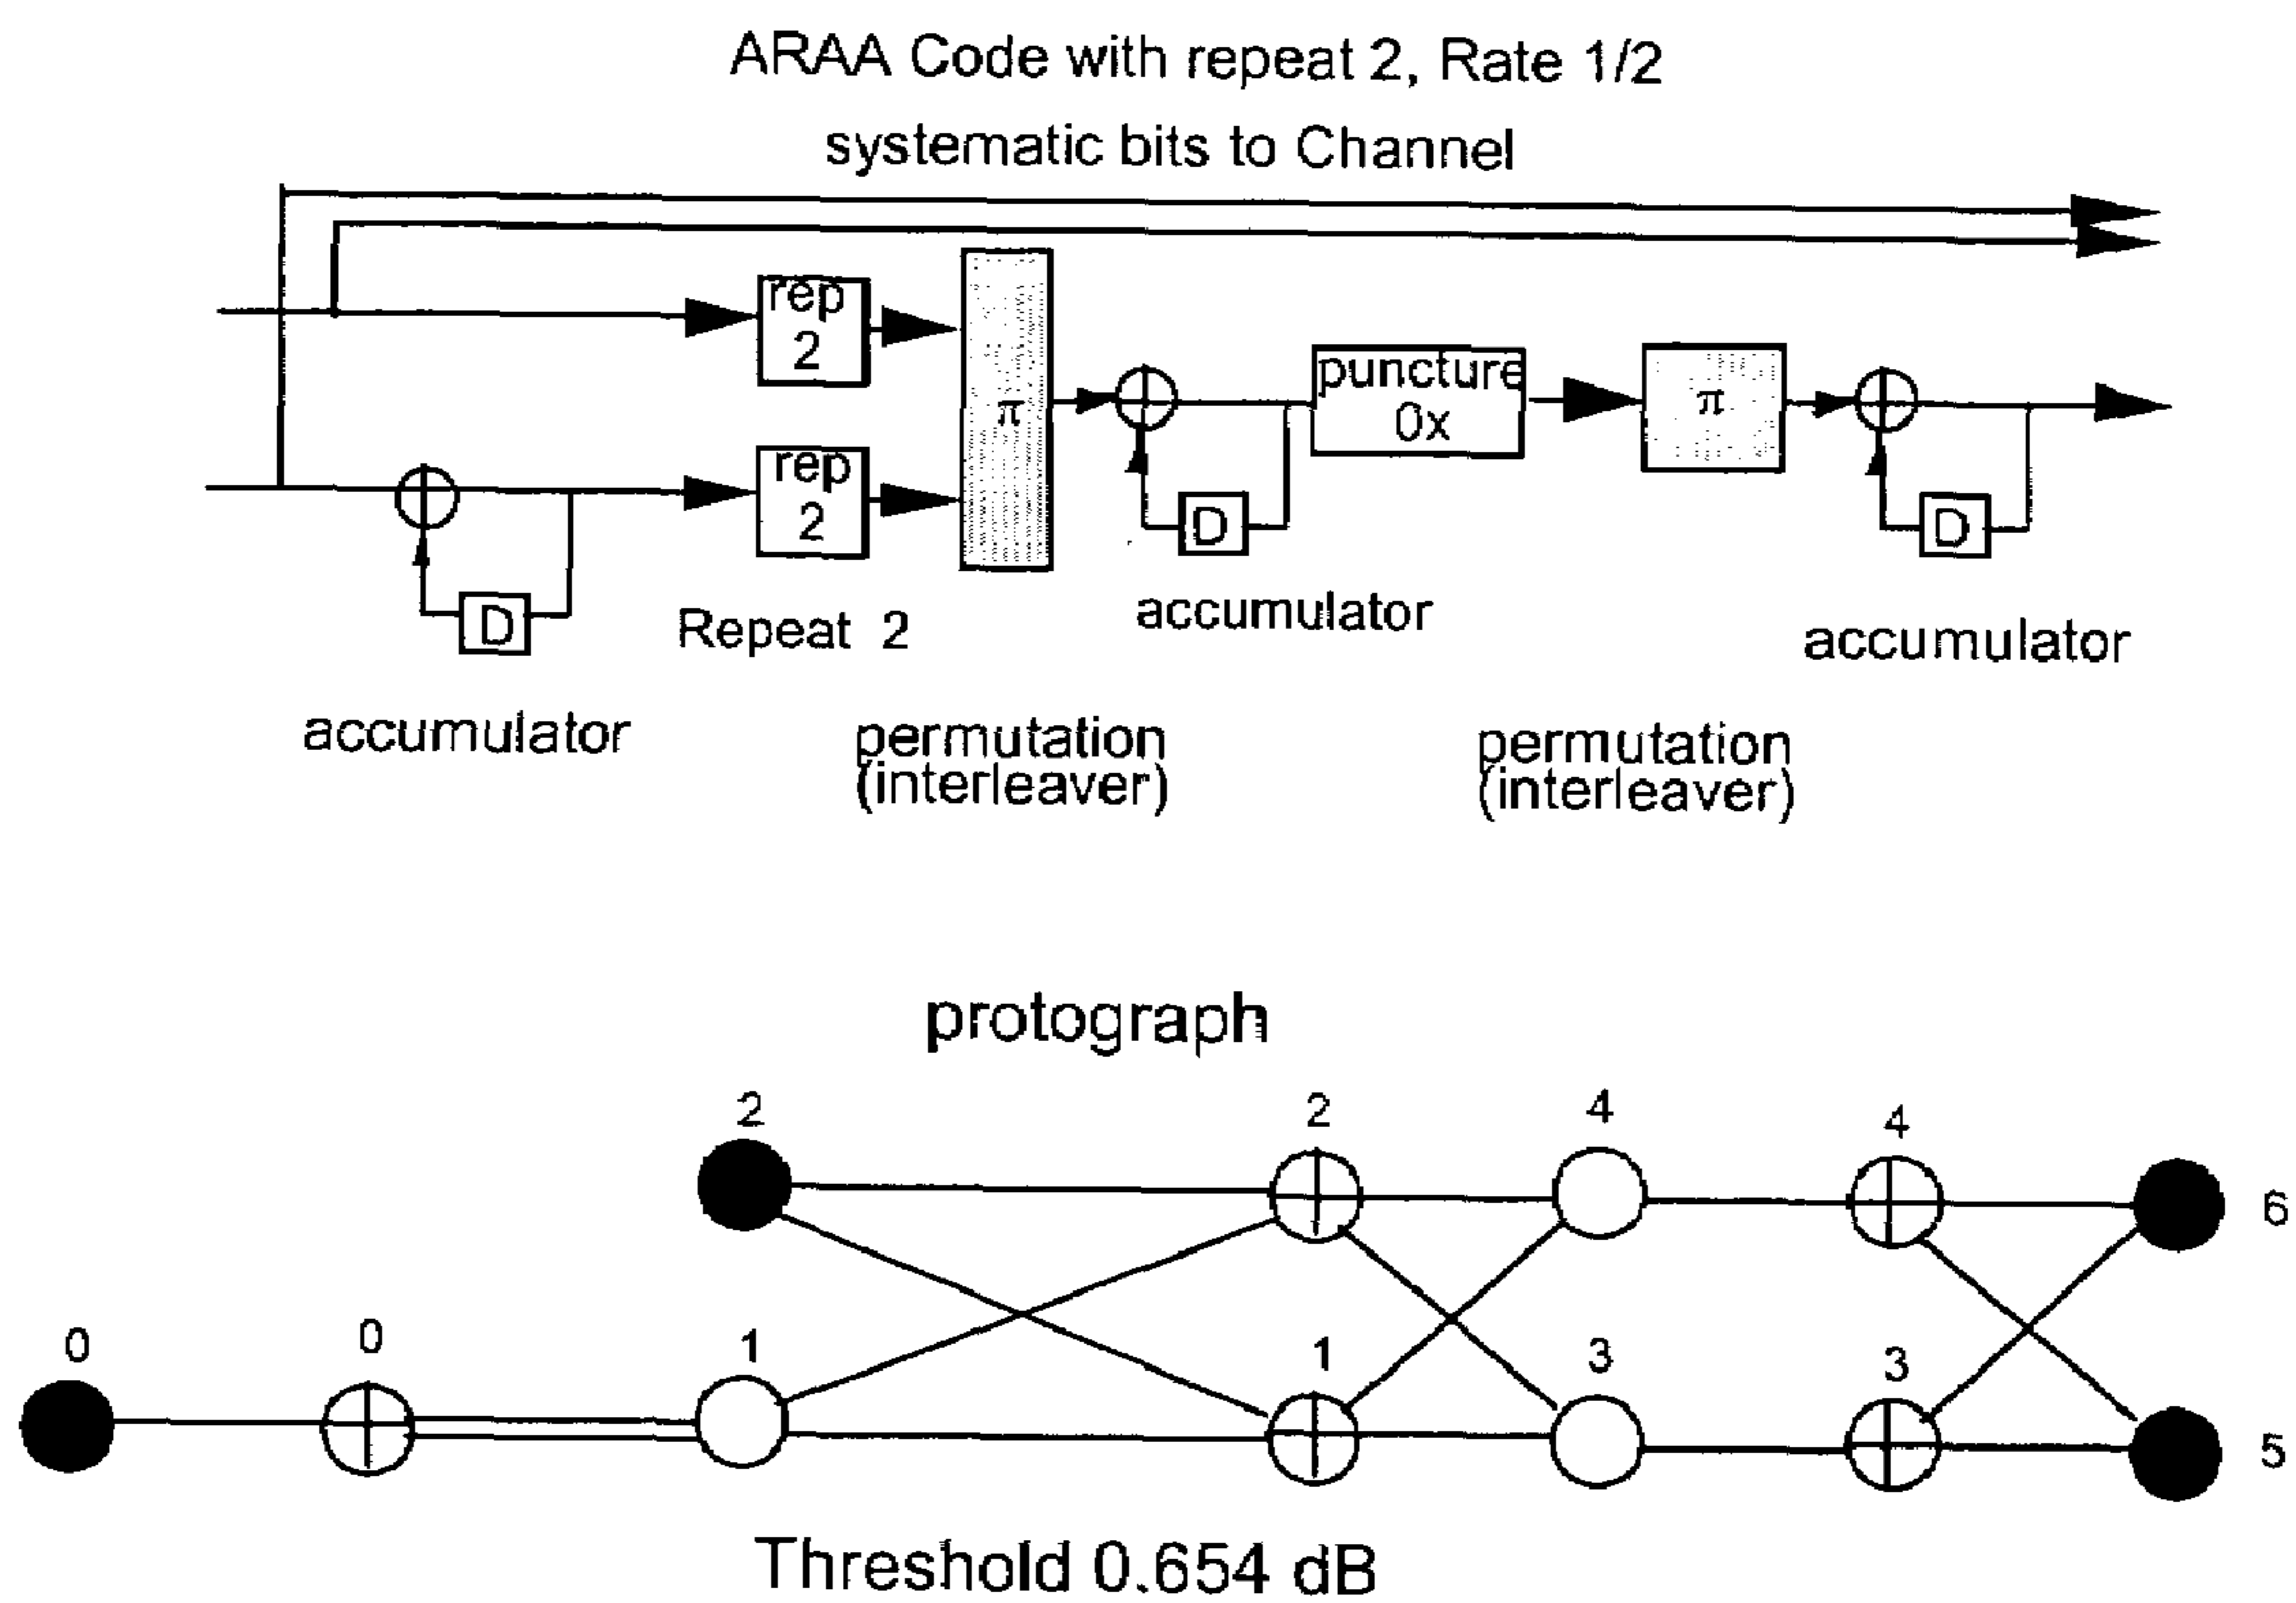 ARAA Code with repeat 2, Rate 1/2
systematic bits to Channel
rep
2
π
puncture
0x
π
rep
2
D
D
D
Repeat 2
accumulator
accumulator
accumulator
permutation
(interleaver)
permutation
(interleaver)
protograph
2
2
4
4
6
0
0
1
1
3
3
5
Threshold 0.654 dB